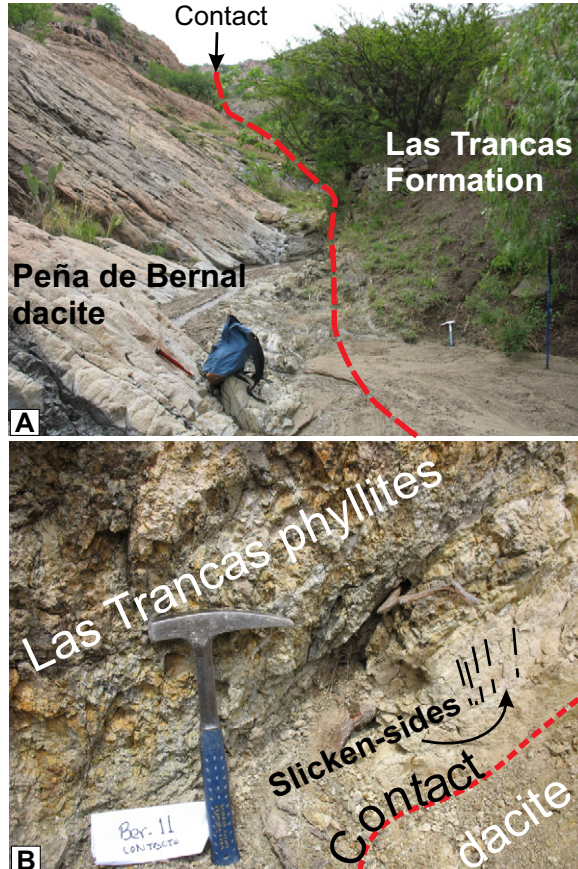 Contact
Las Trancas
Formation
Peña de Bernal
dacite
A
Las Trancas phyllites
Slicken-sides
Contact
dacite
Ber-11
CONTACTO
B